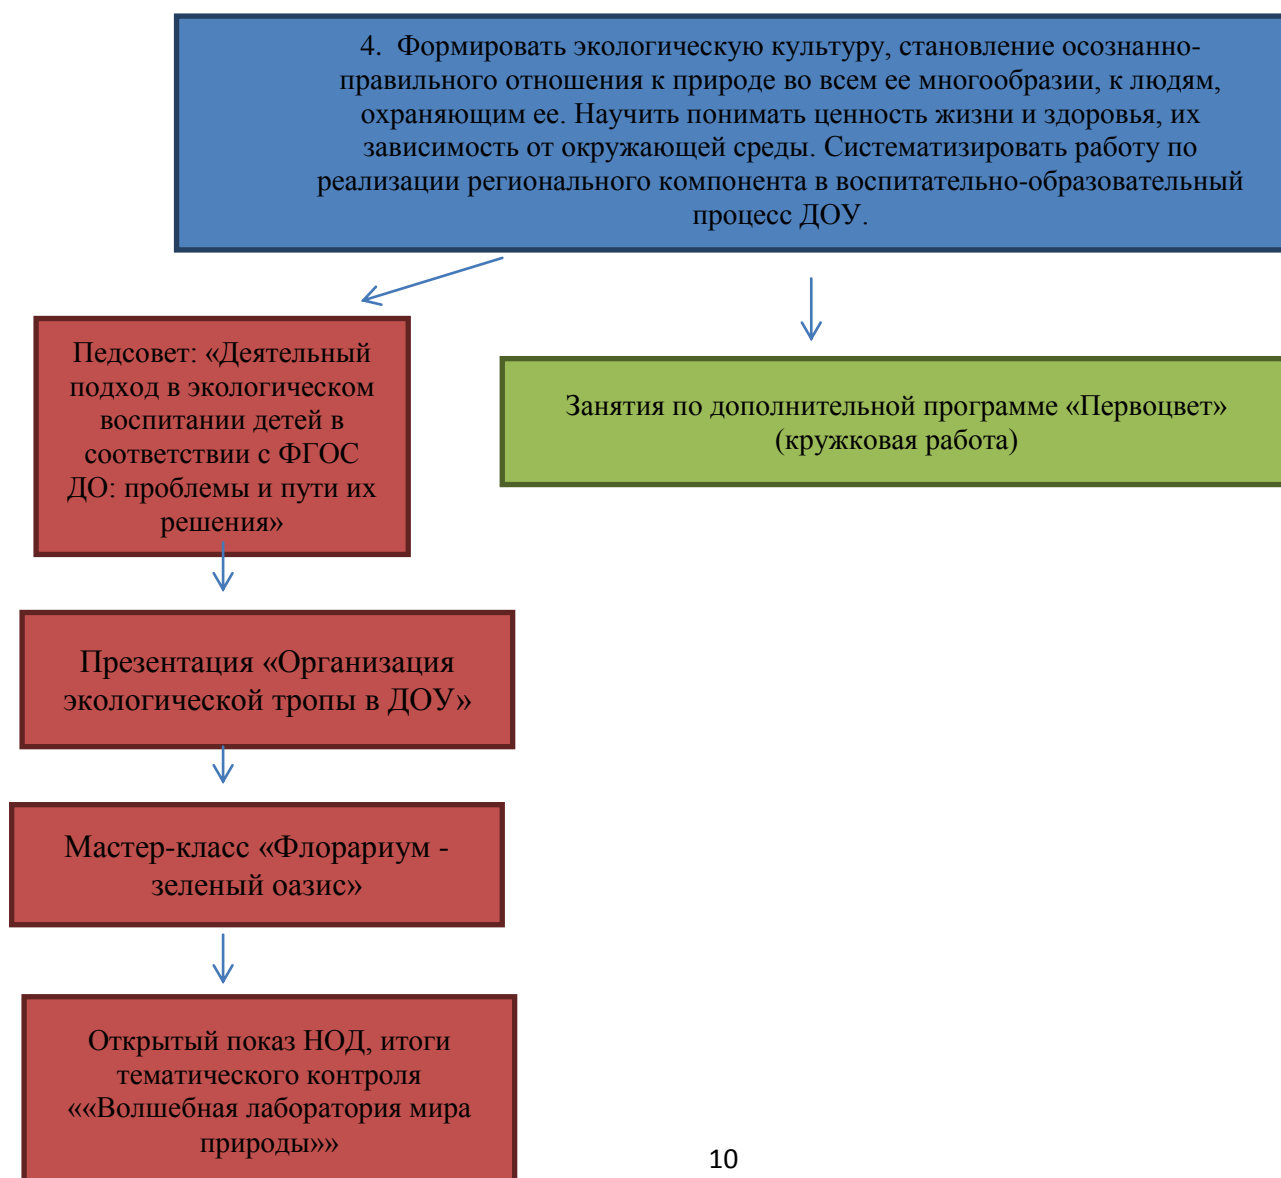 4.  Формировать экологическую культуру, становление осознанно-
правильного отношения к природе во всем ее многообразии, к людям,
охраняющим ее. Научить понимать ценность жизни и здоровья, их
зависимость от окружающей среды. Систематизировать работу по
реализации регионального компонента в воспитательно-образовательный
процесс ДОУ.
Педсовет: «Деятельный
подход в экологическом
воспитании детей в
соответствии с ФГОС
ДО: проблемы и пути их
решения»
Занятия по дополнительной программе «Первоцвет»
(кружковая работа)
Презентация «Организация
экологической тропы в ДОУ»
Мастер-класс «Флорариум -
зеленый оазис»
Открытый показ НОД, итоги
тематического контроля
««Волшебная лаборатория мира
природы»»
10